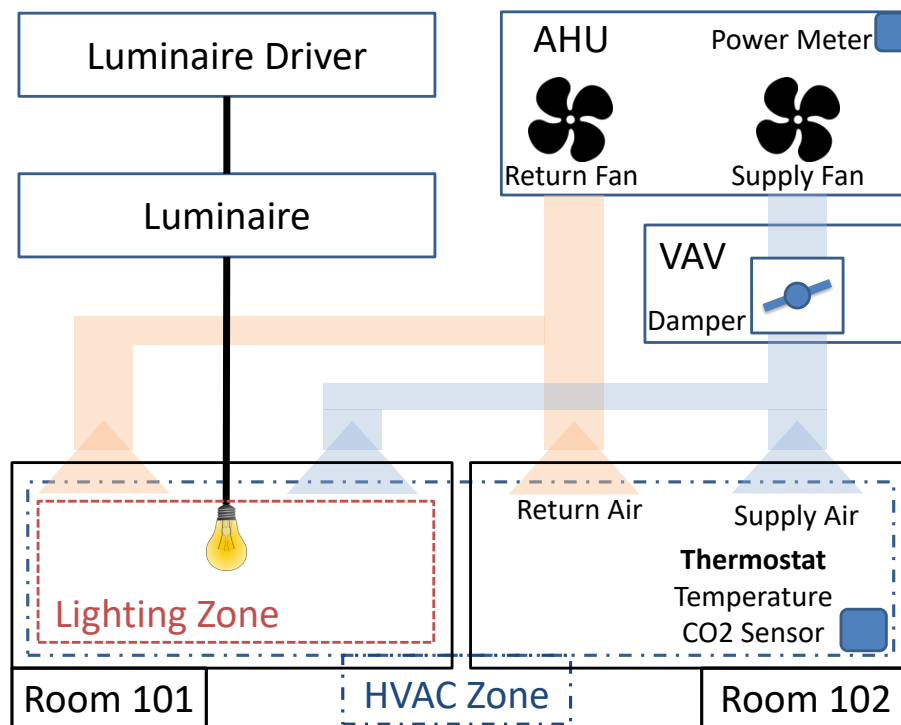 Luminaire Driver
AHU
Power Meter
Return Fan
Supply Fan
Luminaire
VAV
Damper
Return Air
Supply Air
Thermostat
Temperature
CO2 Sensor
Lighting Zone
Room 101
HVAC Zone
Room 102